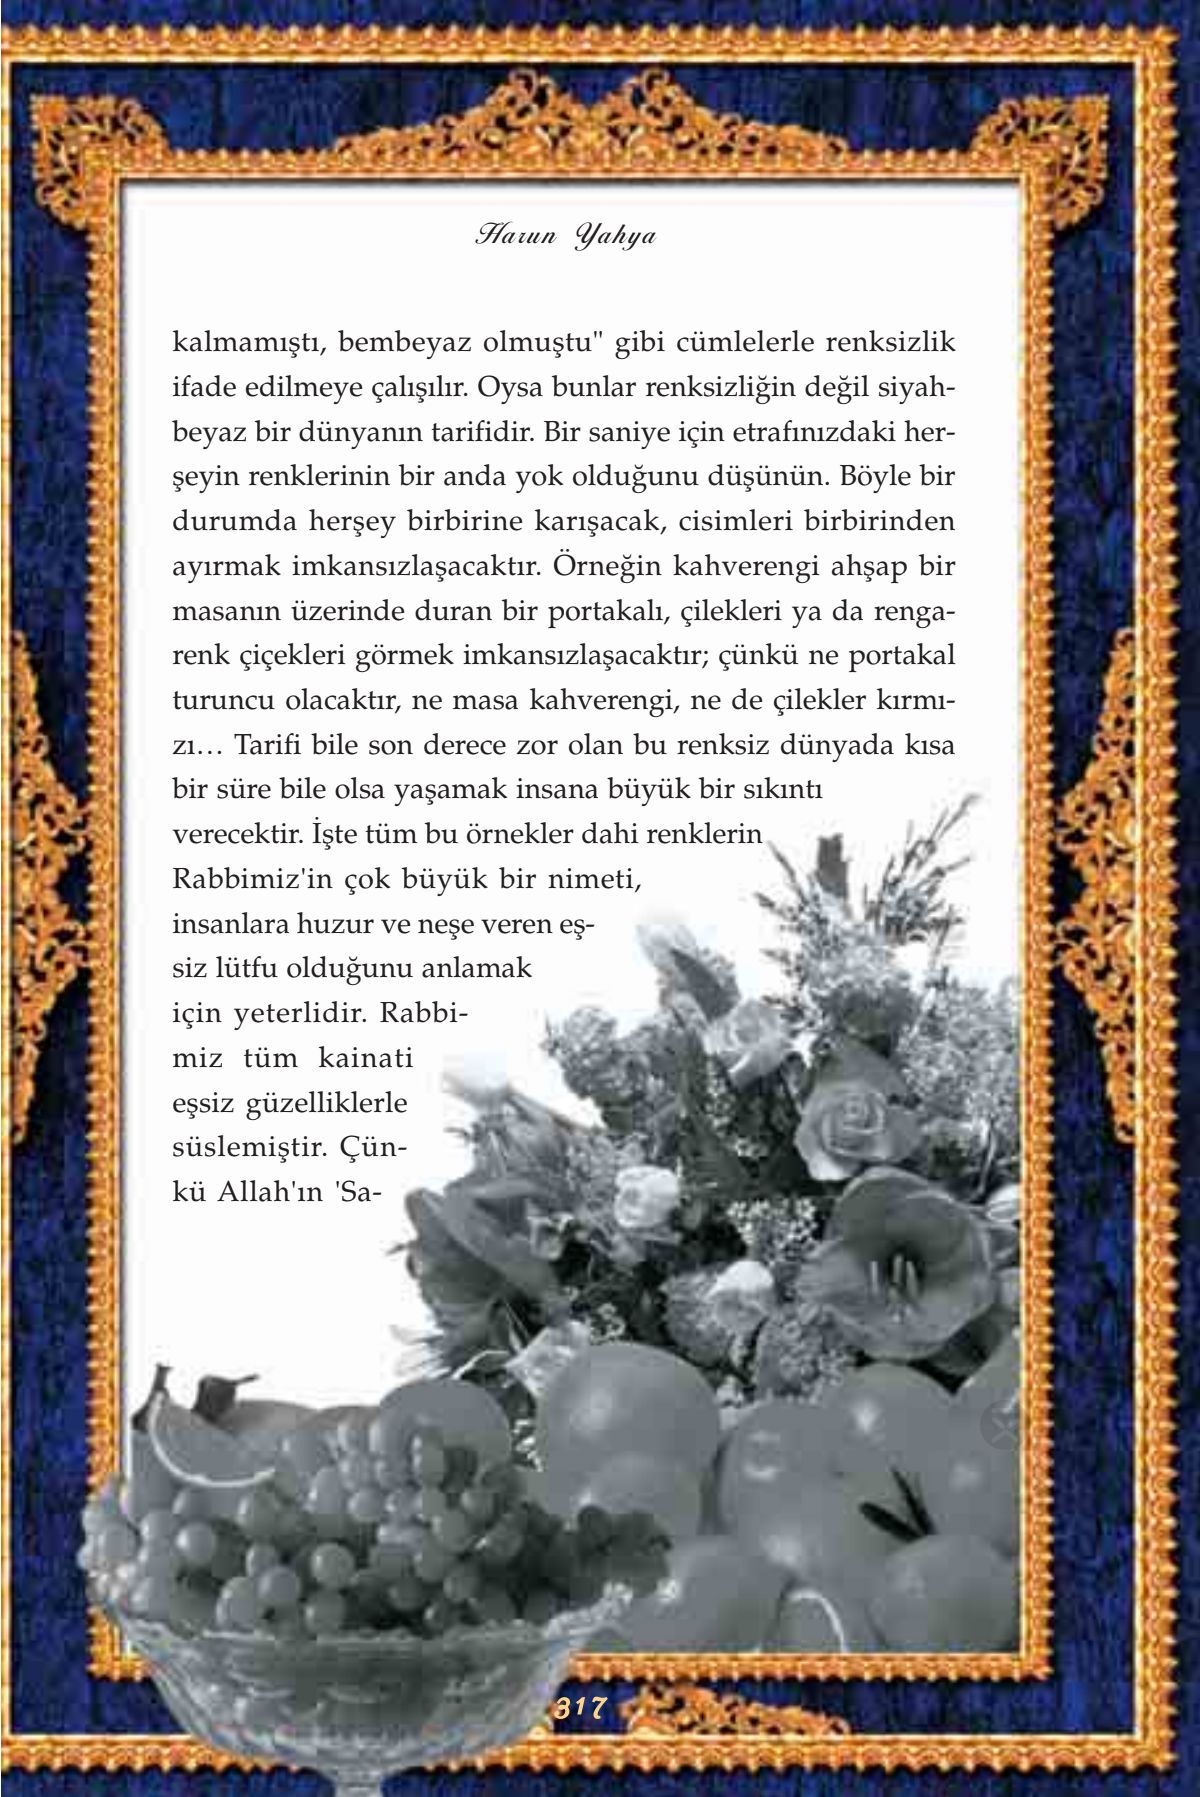 Harun Yahya
kalmamıştı, bembeyaz olmuştu" gibi cümlelerle renksizlik
ifade edilmeye çalışılır. Oysa bunlar renksizliğin değil siyah-
beyaz bir dünyanın tarifidir. Bir saniye için etrafınızdaki her-
şeyin renklerinin bir anda yok olduğunu düşünün. Böyle bir
durumda herşey birbirine karışacak, cisimleri birbirinden
ayırmak imkansızlaşacaktır. Örneğin kahverengi ahşap bir
masanın üzerinde duran bir portakalı, çilekleri ya da renga-
renk çiçekleri görmek imkansızlaşacaktır; çünkü ne portakal
turuncu olacaktır, ne masa kahverengi, ne de çilekler kırmı-
zı… Tarifi bile son derece zor olan bu renksiz dünyada kısa
bir süre bile olsa yaşamak insana büyük bir sıkıntı
verecektir. İşte tüm bu örnekler dahi renklerin
Rabbimiz'in çok büyük bir nimeti,
insanlara huzur ve neşe veren eş-
siz lütfu olduğunu anlamak
için yeterlidir. Rabbi-
miz tüm kainati
eşsiz güzelliklerle
süslemiştir. Çün-
kü Allah'ın 'Sa-
317